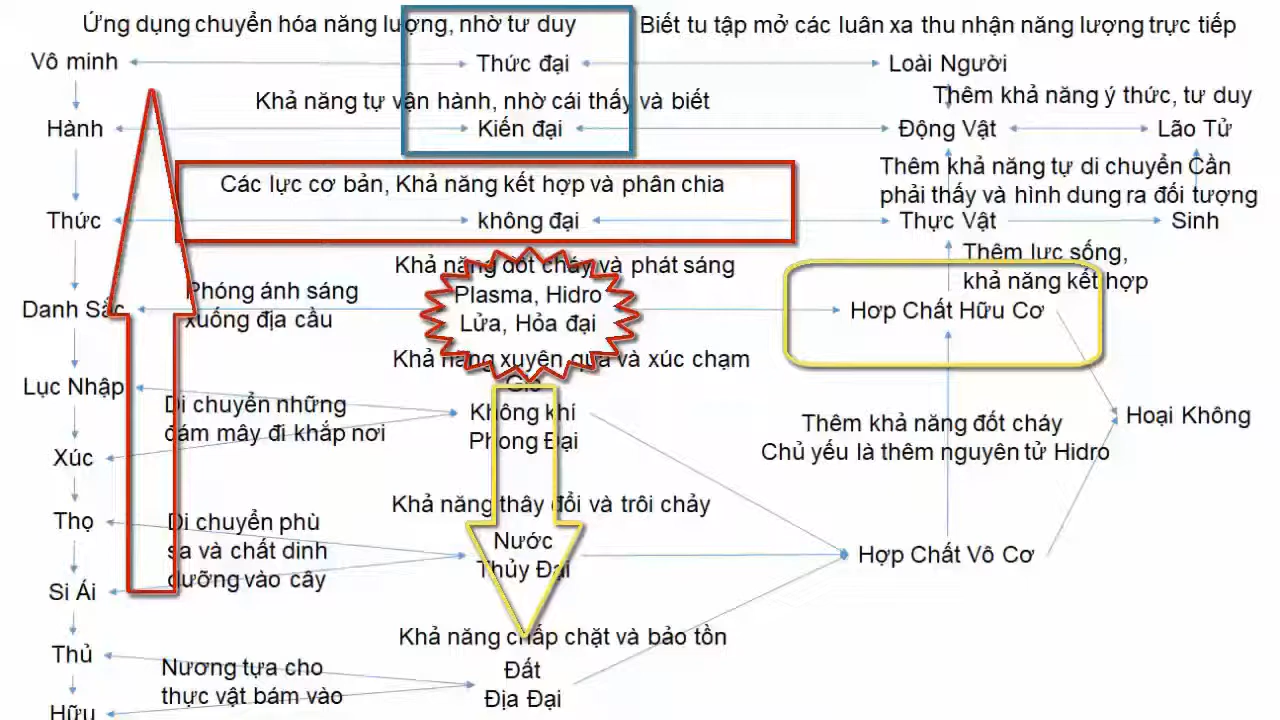 Ứng dụng chuyển hóa năng lượng, nhờ tư duy
Biết tu tập mở các luân xa thu nhận năng lượng trực tiếp
Vô minh
Thức đại
Loài Người
Khả năng tự vận hành, nhờ cái thấy và biết
Thêm khả năng ý thức, tư duy
Hành
Kiến đại
Động Vật
Lão Tử
Thêm khả năng tự di chuyển Cần
phải thấy và hình dung ra đối tượng
Các lực cơ bản, Khả năng kết hợp và phân chia
Thức
không đại
Thực Vật
Sinh
Thêm lực sống,
khả năng kết hợp
Khả năng đốt cháy và phát sáng
Phóng ánh sáng
xuống địa cầu
Danh Sắc
Plasma, Hidro
Lửa, Hỏa đại
Hơp Chất Hữu Cơ
Khả năng xuyên qua và xúc chạm
Lục Nhập
Gió
Không khí
Phong Đại
Di chuyển những
đám mây đi khắp nơi
Thêm khả năng đốt cháy
Chủ yếu là thêm nguyên tử Hidro
Hoại Không
Xúc
Khả năng thây đổi và trôi chảy
Thọ
Di chuyển phù
sa và chất dinh
dưỡng vào cây
Nước
Thủy Đại
Hợp Chất Vô Cơ
Si Ái
Khả năng chấp chặt và bảo tồn
Thủ
Nương tựa cho
thực vật bám vào
Đất
Địa Đại
Hữu